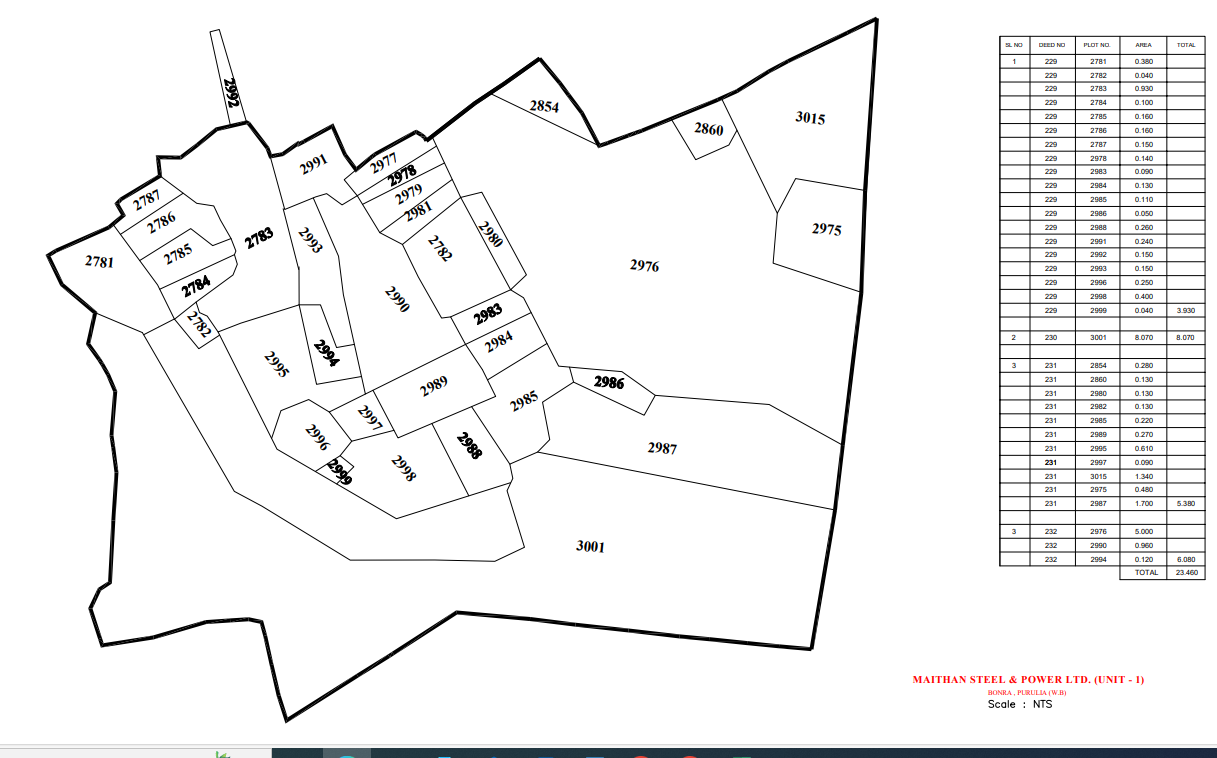 2992
2854
3015
2860
2991
2977
2978
2979
2981
2787
2786
2783
2993
2785
2781
2784
2782
2782
2980
2975
2976
2990
2983
2984
2994
2995
2989
2986
2985
2997
2996
2988
2987
2998
2999
3001
SL NO DEED NO PLOT NO. AREA TOTAL
1 229 2781 0.380
229 2782 0.040
229 2783 0.930
229 2784 0.100
229 2785 0.160
229 2786 0.160
229 2787 0.150
229 2978 0.140
229 2983 0.090
229 2984 0.130
229 2985 0.110
229 2986 0.050
229 2988 0.260
229 2991 0.240
229 2992 0.150
229 2993 0.150
229 2996 0.250
229 2998 0.400
229 2999 0.040 3.930
2 230 3001 8.070 8.070
3 231 2854 0.280
231 2860 0.130
231 2980 0.130
231 2982 0.130
231 2985 0.220
231 2989 0.270
231 2995 0.610
231 2997 0.090
231 3015 1.340
231 2975 0.480
231 2987 1.700 5.380
3 232 2976 5.000
232 2990 0.960
232 2994 0.120 6.080
TOTAL 23.460
MAITHAN STEEL & POWER LTD. (UNIT - 1)
BONRA , PURULIA (W.B)
Scale : NTS